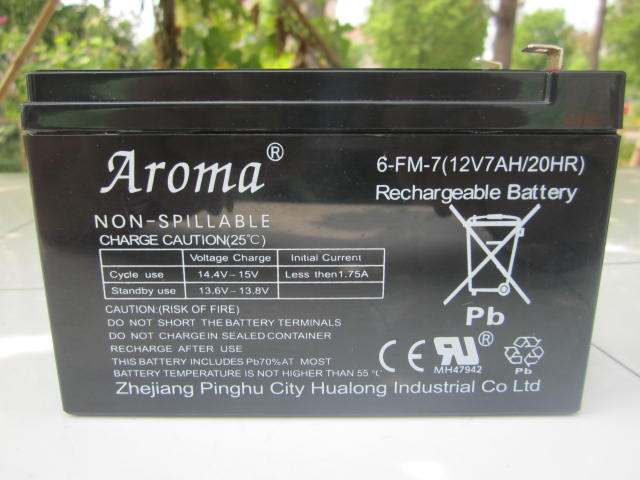 Aroma®
6-FM-7(12V7AH/20HR)
Rechargeable Battery
NON-SPILLABLE
CHARGE CAUTION(25℃)
Voltage Charge Initial Current
Cycle use 14.4V-15V Less then1.75A
Standby use 13.6V-13.8V
CAUTION:(RISK OF FIRE)
DO NOT SHORT THE BATTERY TERMINALS
DO NOT CHARGE IN SEALED CONTAINER
RECHARGE AFTER USE
THIS BATTERY INCLUDES Pb70%AT MOST
BATTERY TEMPERATURE IS NOT HIGHER THAN 55 ℃
Pb
CE RU®
MH47942
Pb
Zhejiang Pinghu City Hualong Industrial Co Ltd